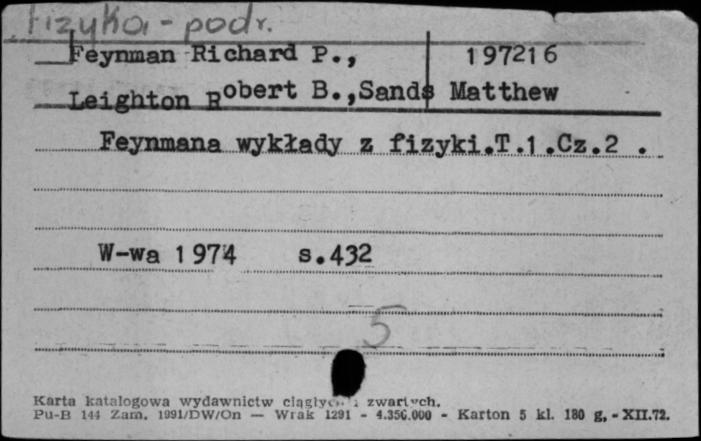 fizyka - podr.
Feynman Richard P., 197216
Leighton Robert B.,Sands Matthew
Feynmana wykłady z fizyki.T.1.Cz.2 .
W-wa 1974 s.432
5
Karta katalogowa wydawnictw ciągłych i zwartych.
Pu-B 144 Zam. 1991/DW/On — Wrak 1291 - 4.356.000 - Karton 5 kl. 180 g. - XII.72.